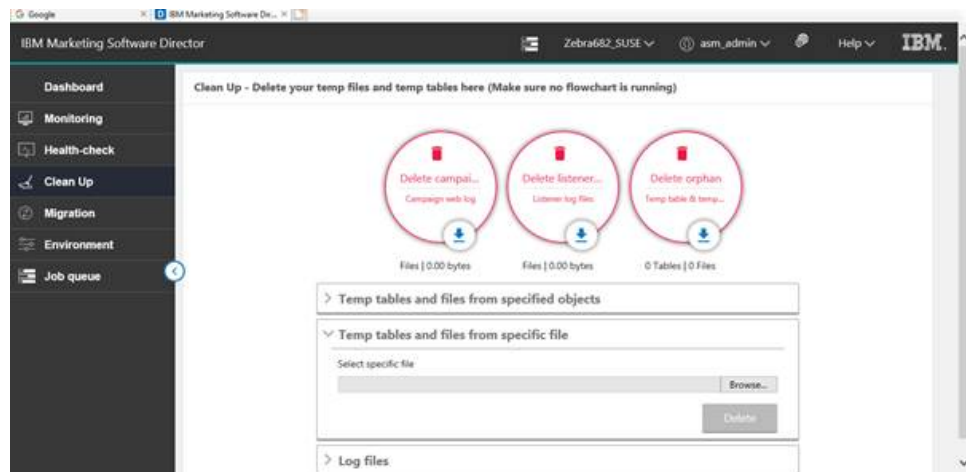 Google
IBM Marketing Software De...
IBM Marketing Software Director
Zebra682_SUSE
asm_admin
Help
IBM.
Dashboard
Monitoring
Health-check
Clean Up
Migration
Environment
Job queue
Clean Up - Delete your temp files and temp tables here (Make sure no flowchart is running)
Delete campai...
Campaign web log
Files | 0.00 bytes
Delete listener...
Listener log files
Files | 0.00 bytes
Delete orphan
Temp table & temp...
0 Tables | 0 Files
Temp tables and files from specified objects
Temp tables and files from specific file
Select specific file
Browse...
Delete
Log files